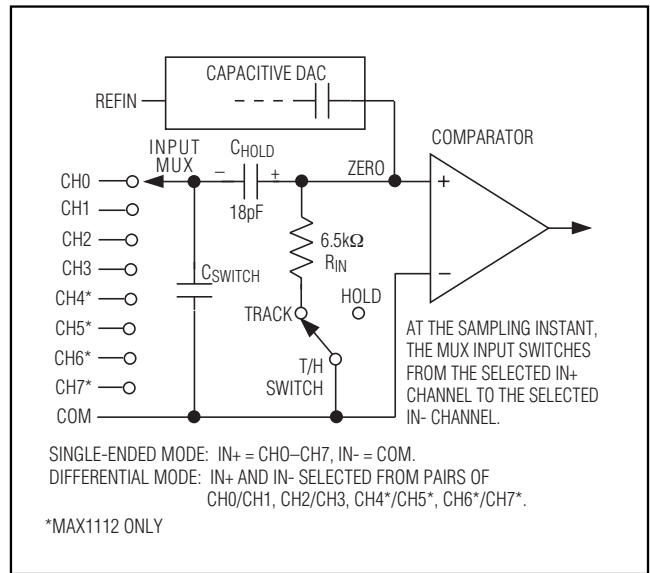 CAPACITIVE DAC
REFIN
COMPARATOR
INPUT
MUX
CHOLD
ZERO
– +
18pF
+
–
CH0
CH1
CH2
CH3
CH4*
CH5*
CH6*
CH7*
COM
CSWITCH
6.5kΩ
RIN
TRACK
HOLD
T/H
SWITCH
AT THE SAMPLING INSTANT,
THE MUX INPUT SWITCHES
FROM THE SELECTED IN+
CHANNEL TO THE SELECTED
IN- CHANNEL.
SINGLE-ENDED MODE: IN+ = CHO–CH7, IN- = COM.
DIFFERENTIAL MODE: IN+ AND IN- SELECTED FROM PAIRS OF
CH0/CH1, CH2/CH3, CH4*/CH5*, CH6*/CH7*.
*MAX1112 ONLY